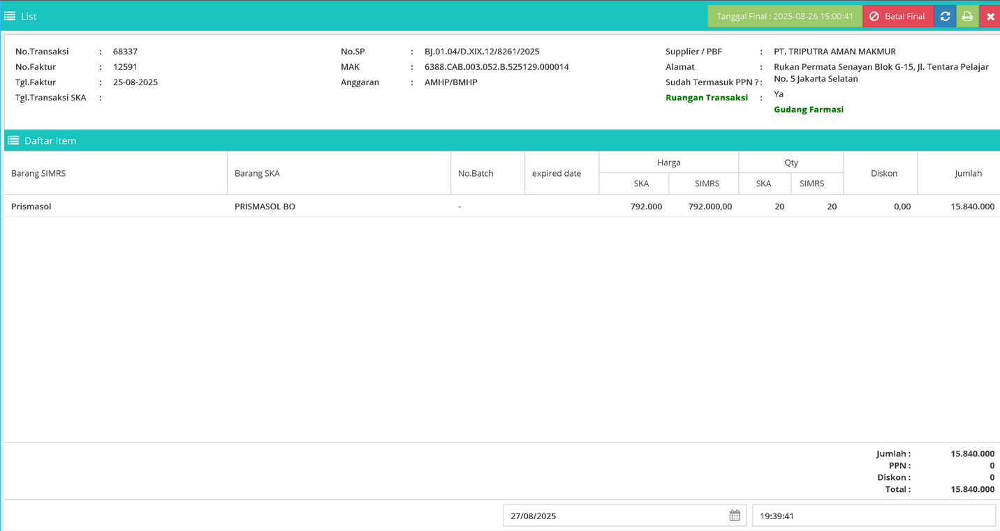 List
Tanggal Final : 2025-08-26 15:00:41 Batal Final
No.Transaksi : 68337
No.Faktur : 12591
Tgl.Faktur : 25-08-2025
Tgl.Transaksi SKA :
No.SP : BJ.01.04/D.XIX.12/8261/2025
MAK : 6388.CAB.003.052.B.525129.000014
Anggaran : AMHP/BMHP
Supplier / PBF : PT. TRIPUTRA AMAN MAKMUR
Alamat : Rukan Permata Senayan Blok G-15, Jl. Tentara Pelajar
No. 5 Jakarta Selatan
Sudah Termasuk PPN ? : Ya
Ruangan Transaksi : Gudang Farmasi
Daftar Item
Barang SIMRS Barang SKA No.Batch expired date Harga Qty Diskon Jumlah
SKA SIMRS SKA SIMRS
Prismasol PRISMASOL BO - 792.000 792.000,00 20 20 0,00 15.840.000
Jumlah : 15.840.000
PPN : 0
Diskon : 0
Total : 15.840.000
27/08/2025 19:39:41